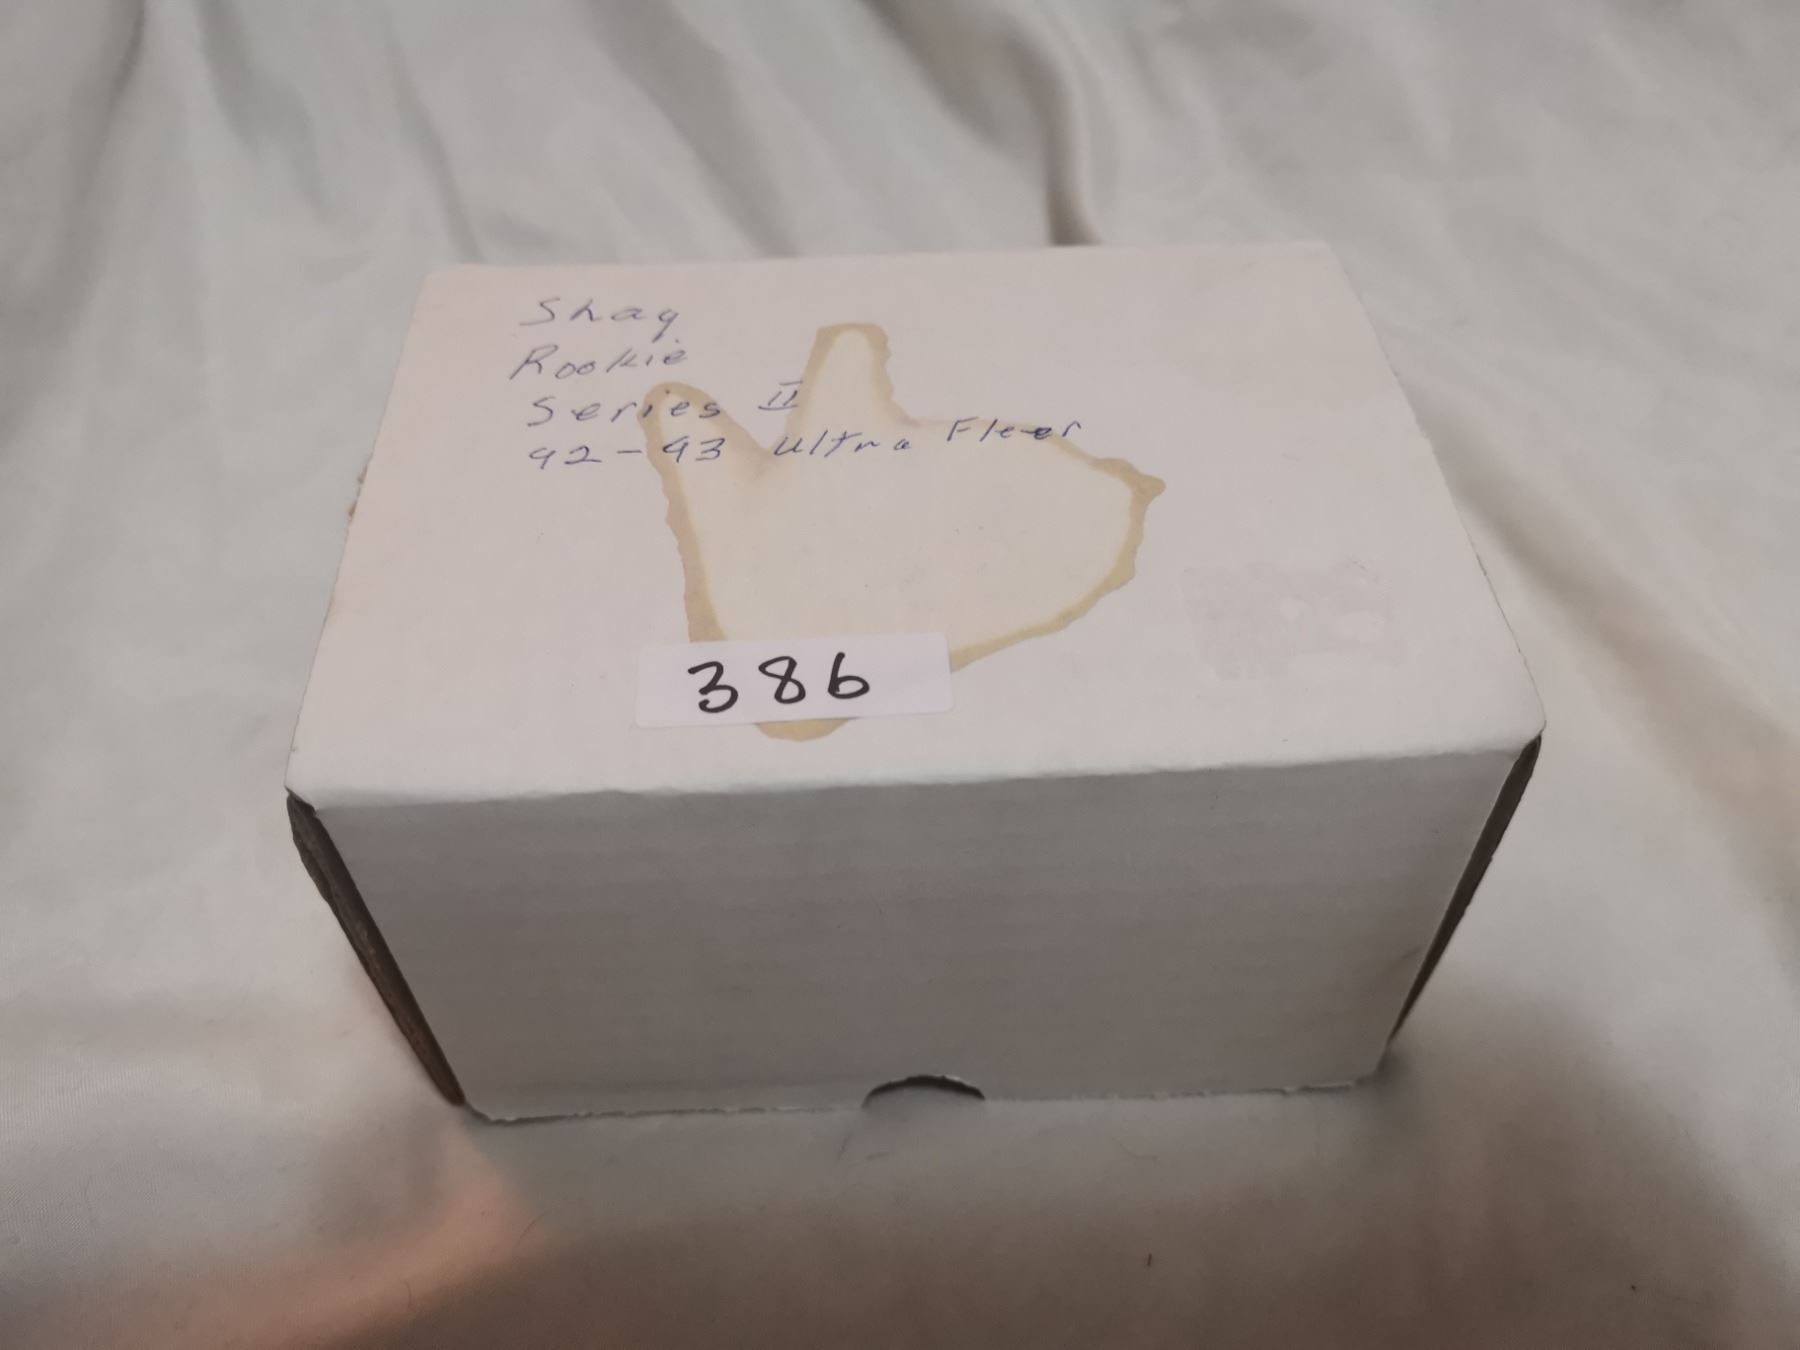 Shaq
Rookie
Series II
92-93 Ultra Fleer
386